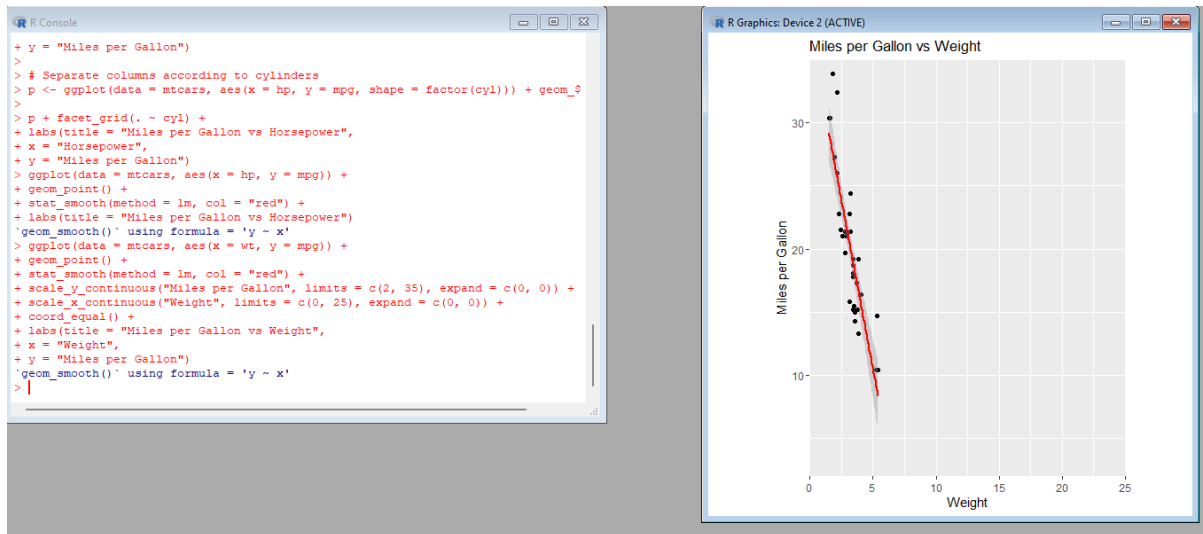 R Console
+ y = "Miles per Gallon")
>
> # Separate columns according to cylinders
> p <- ggplot(data = mtcars, aes(x = hp, y = mpg, shape = factor(cyl))) + geom_$
>
> p + facet_grid(. ~ cyl) +
+ labs(title = "Miles per Gallon vs Horsepower",
+ x = "Horsepower",
+ y = "Miles per Gallon")
> ggplot(data = mtcars, aes(x = hp, y = mpg)) +
+ geom_point() +
+ stat_smooth(method = lm, col = "red") +
+ labs(title = "Miles per Gallon vs Horsepower")
`geom_smooth()` using formula = 'y ~ x'
> ggplot(data = mtcars, aes(x = wt, y = mpg)) +
+ geom_point() +
+ stat_smooth(method = lm, col = "red") +
+ scale_y_continuous("Miles per Gallon", limits = c(2, 35), expand = c(0, 0)) +
+ scale_x_continuous("Weight", limits = c(0, 25), expand = c(0, 0)) +
+ coord_equal() +
+ labs(title = "Miles per Gallon vs Weight",
+ x = "Weight",
+ y = "Miles per Gallon")
`geom_smooth()` using formula = 'y ~ x'
>
R Graphics: Device 2 (ACTIVE)
Miles per Gallon vs Weight
Miles per Gallon
30
20
10
0 5 10 15 20 25
Weight